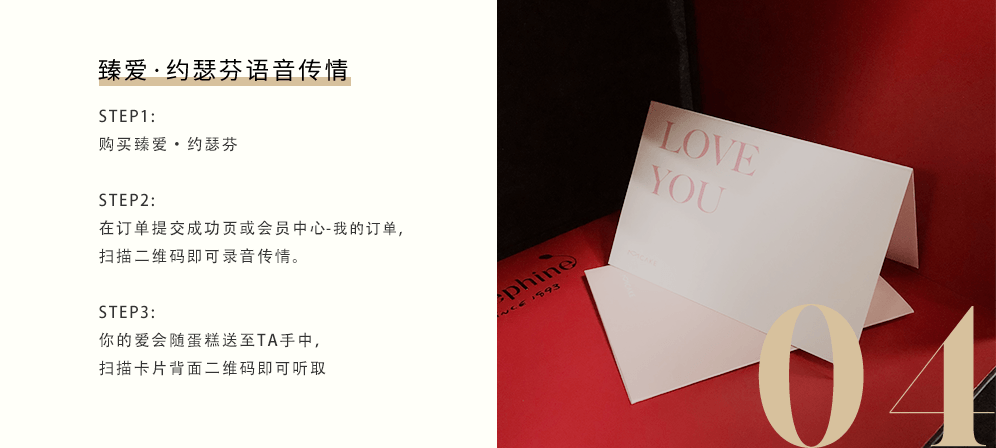 臻爱·约瑟芬语音传情
STEP1:
购买臻爱•约瑟芬
STEP2:
在订单提交成功页或会员中心-我的订单,
扫描二维码即可录音传情。
STEP3:
你的爱会随蛋糕送至TA手中,
扫描卡片背面二维码即可听取
LOVE
YOU
phine
1993
04